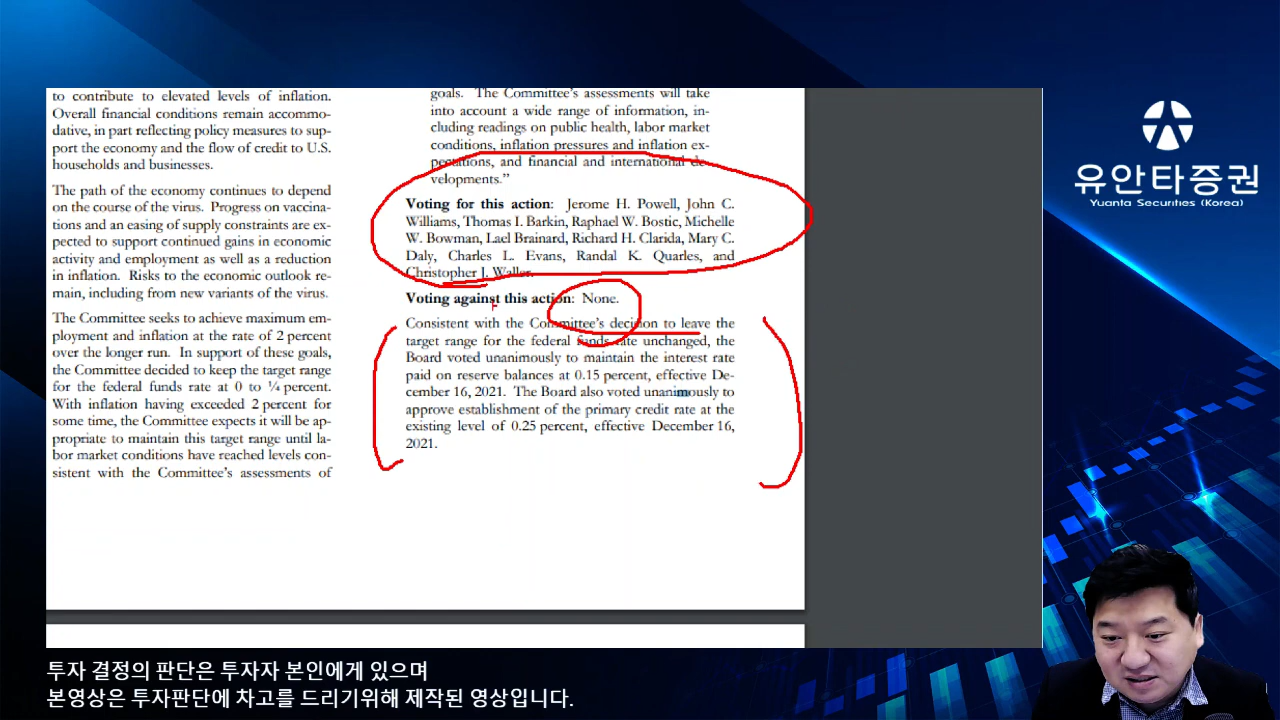 to contribute to elevated levels of inflation.
Overall financial conditions remain accommo-
dative, in part reflecting policy measures to sup-
port the economy and the flow of credit to U.S.
households and businesses.
The path of the economy continues to depend
on the course of the virus. Progress on vaccina-
tions and an easing of supply constraints are ex-
pected to support continued gains in economic
activity and employment as well as a reduction
in inflation. Risks to the economic outlook re-
main, including from new variants of the virus.
The Committee seeks to achieve maximum em-
ployment and inflation at the rate of 2 percent
over the longer run. In support of these goals,
the Committee decided to keep the target range
for the federal funds rate at 0 to ¼ percent.
With inflation having exceeded 2 percent for
some time, the Committee expects it will be ap-
propriate to maintain this target range until la-
bor market conditions have reached levels con-
sistent with the Committee's assessments of
goals. The Committee's assessments will take
into account a wide range of information, in-
cluding readings on public health, labor market
conditions, inflation pressures and inflation ex-
pectations, and financial and international de-
velopments.”
Voting for this action: Jerome H. Powell, John C.
Williams, Thomas I. Barkin, Raphael W. Bostic, Michelle
W. Bowman, Lael Brainard, Richard H. Clarida, Mary C.
Daly, Charles L. Evans, Randal K. Quarles, and
Christopher J. Waller.
Voting against this action: None.
Consistent with the Committee's decision to leave the
target range for the federal funds rate unchanged, the
Board voted unanimously to maintain the interest rate
paid on reserve balances at 0.15 percent, effective De-
cember 16, 2021. The Board also voted unanimously to
approve establishment of the primary credit rate at the
existing level of 0.25 percent, effective December 16,
2021.
유안타증권
Yuanta Securities (Korea)
투자 결정의 판단은 투자자 본인에게 있으며
본영상은 투자판단에 차고를 드리기위해 제작된 영상입니다.